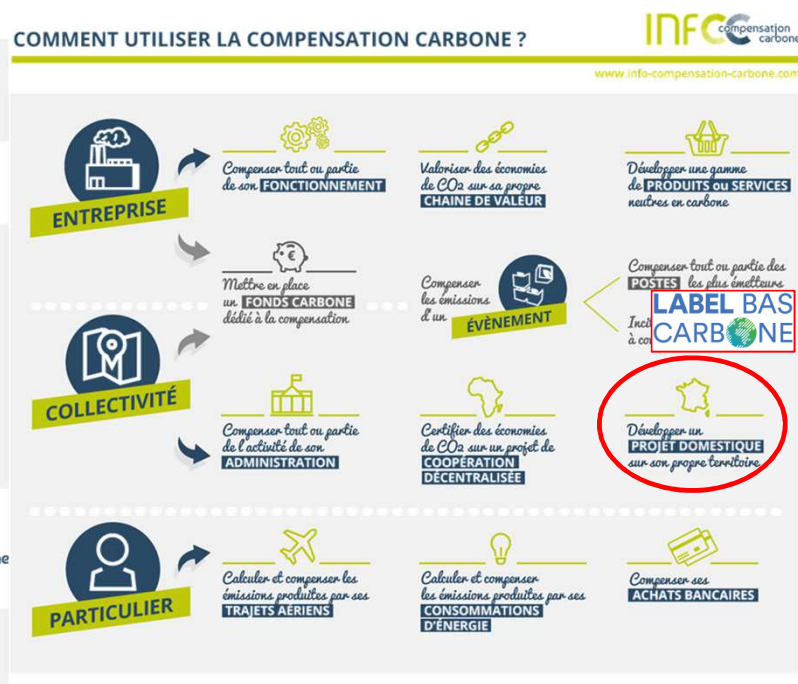 COMMENT UTILISER LA COMPENSATION CARBONE ?
INFCC compensation
carbone
www.info-compensation-carbone.com
ENTREPRISE
Compenser tout ou partie
de son FONCTIONNEMENT
Valoriser des économies
de CO2 sur sa propre
CHAINE DE VALEUR
Développer une gamme
de PRODUITS ou SERVICES
neutres en carbone
Mettre en place
un FONDS CARBONE
dédié à la compensation
Compenser
les émissions
d'un ÉVÈNEMENT
Compenser tout ou partie des
POSTES les plus émetteurs
LABEL BAS
CARBONE
COLLECTIVITÉ
Compenser tout ou partie
de l'activité de son
ADMINISTRATION
Certifier des économies
de CO2 sur un projet de
COOPÉRATION
DÉCENTRALISÉE
Développer un
PROJET DOMESTIQUE
sur son propre territoire
PARTICULIER
Calculer et compenser les
émissions produites par ses
TRAJETS AÉRIENS
Calculer et compenser
les émissions produites par ses
CONSOMMATIONS
D'ÉNERGIE
Compenser ses
ACHATS BANCAIRES